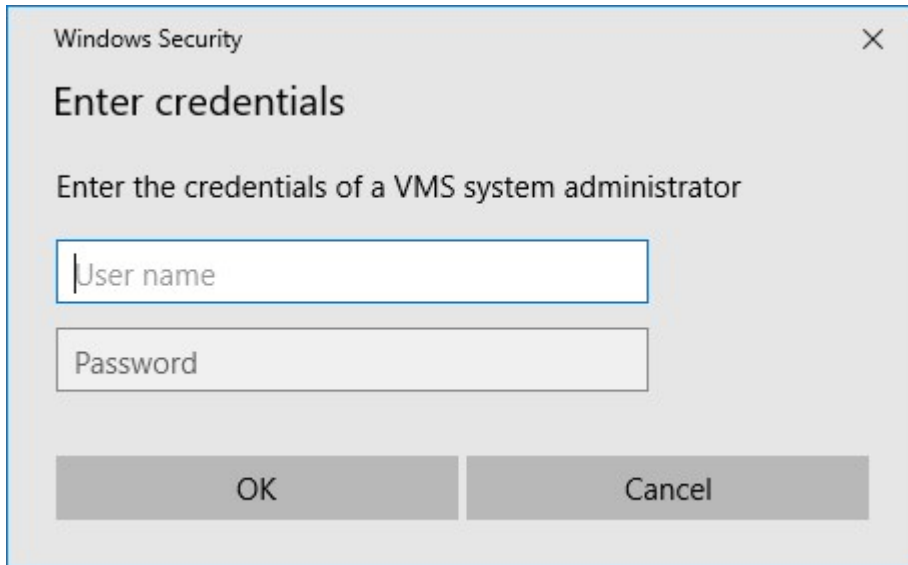 Windows Security
Enter credentials
Enter the credentials of a VMS system administrator
User name
Password
OK
Cancel